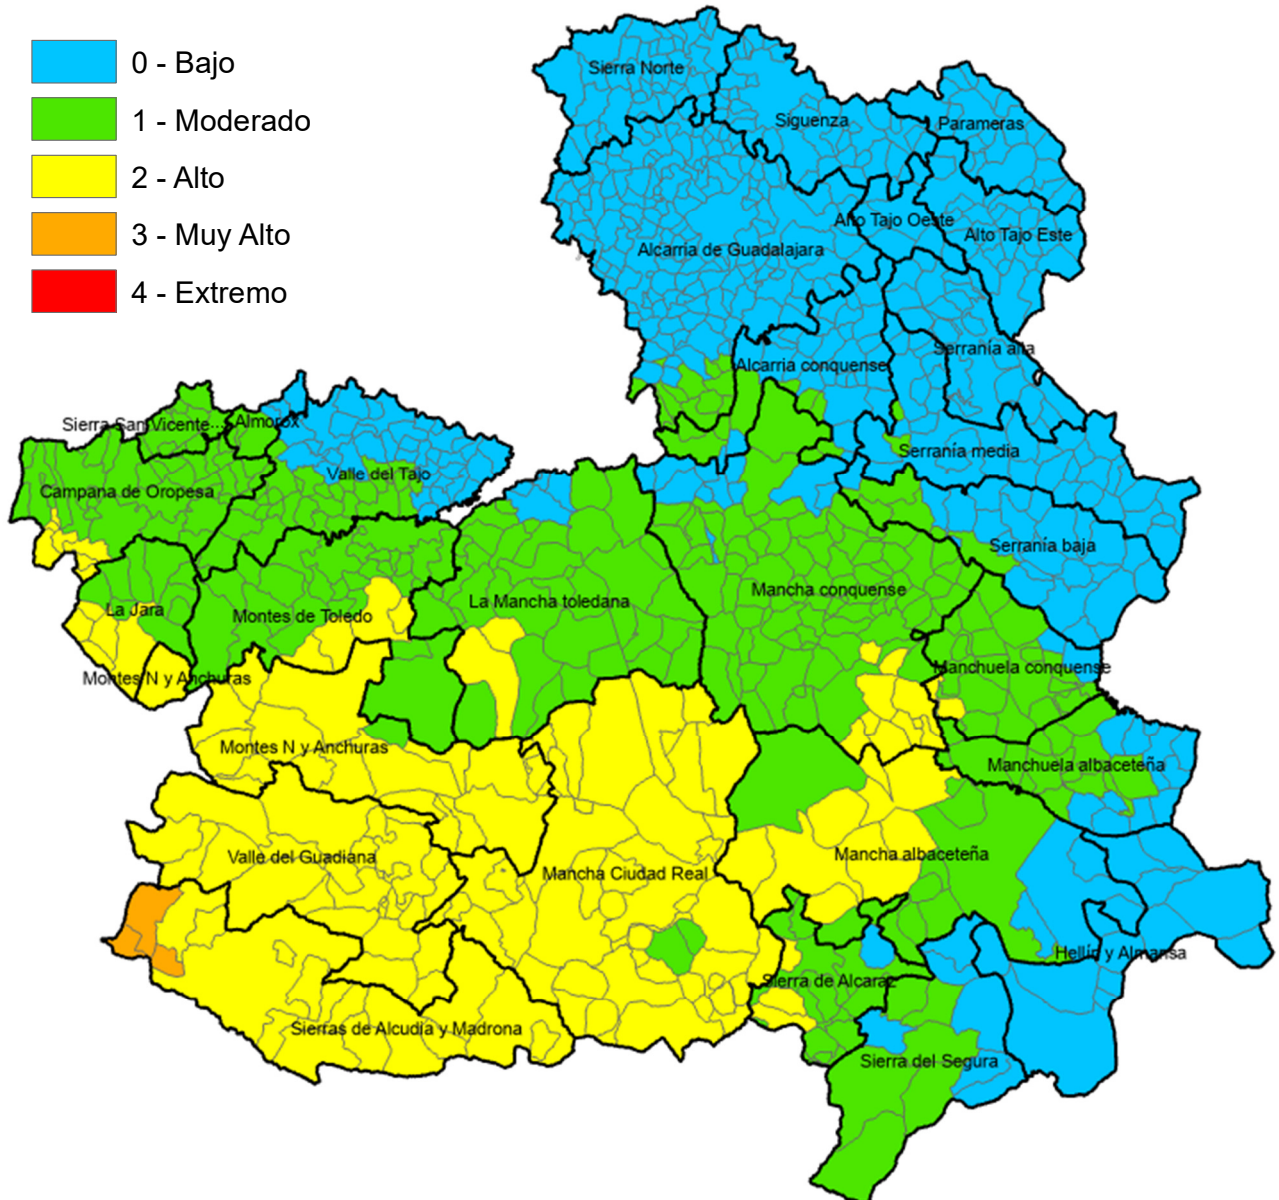 0 - Bajo
1 - Moderado
2 - Alto
3 - Muy Alto
4 - Extremo
Sierra Norte
Siguenza
Parameras
Alto Tajo Oeste
Alto Tajo Este
Alcarria de Guadalajara
Serranía alta
Alcarria conquense
Sierra San Vicente...
Almorox
Serranía media
Valle del Tajo
Campana de Oropesa
Serranía baja
Mancha conquense
La Mancha toledana
La Jara
Montes de Toledo
Manchuela conquense
Montes N y Anchuras
Montes N y Anchuras
Manchuela albaceteña
Valle del Guadiana
Mancha albaceteña
Mancha Ciudad Real
Hellín y Almansa
Sierra de Alcaraz
Sierras de Alcudia y Madrona
Sierra del Segura